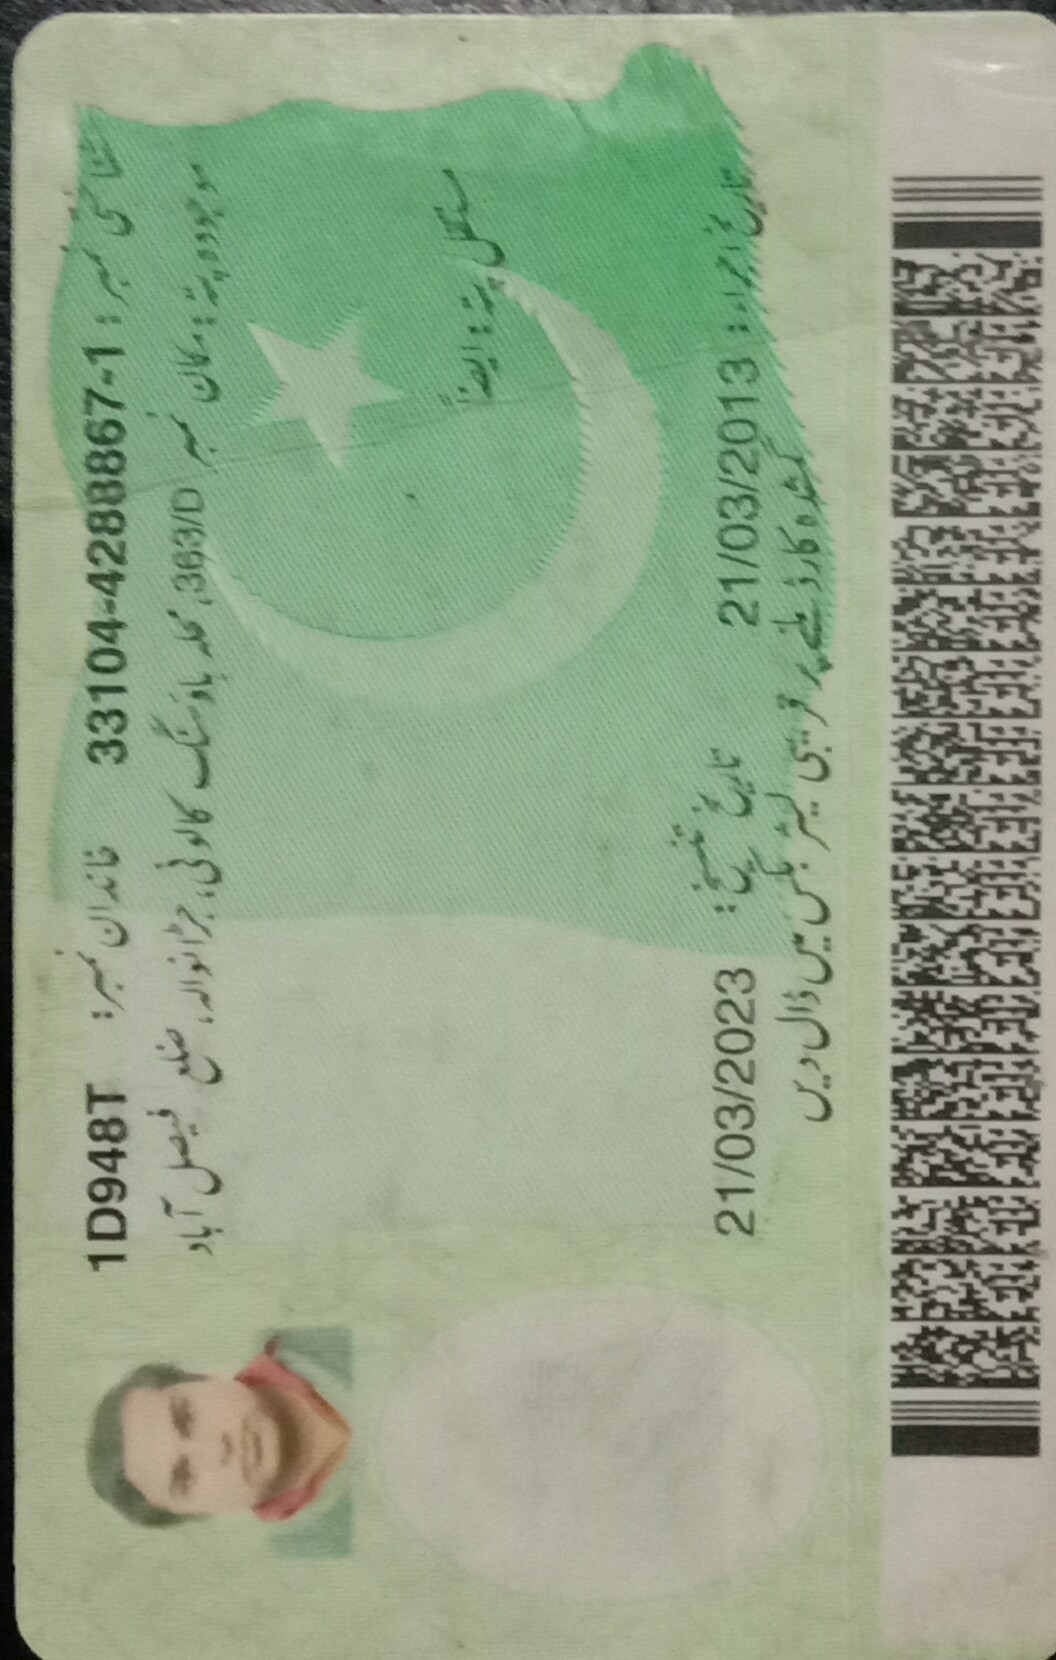 شناختی نمبر: 33104-4288867-1 خاندان نمبر: 1D948T
موجودہ پتہ: مکان نمبر 363/D، محلہ ہاؤسنگ کالونی، جڑانوالہ، ضلع فیصل آباد
مستقل پتہ: ایضاً
تاریخ اجراء: 21/03/2013 تاریخ تنسیخ: 21/03/2023
گمشدہ کارڈ ملنے پر قریبی لیٹر بکس میں ڈال دیں